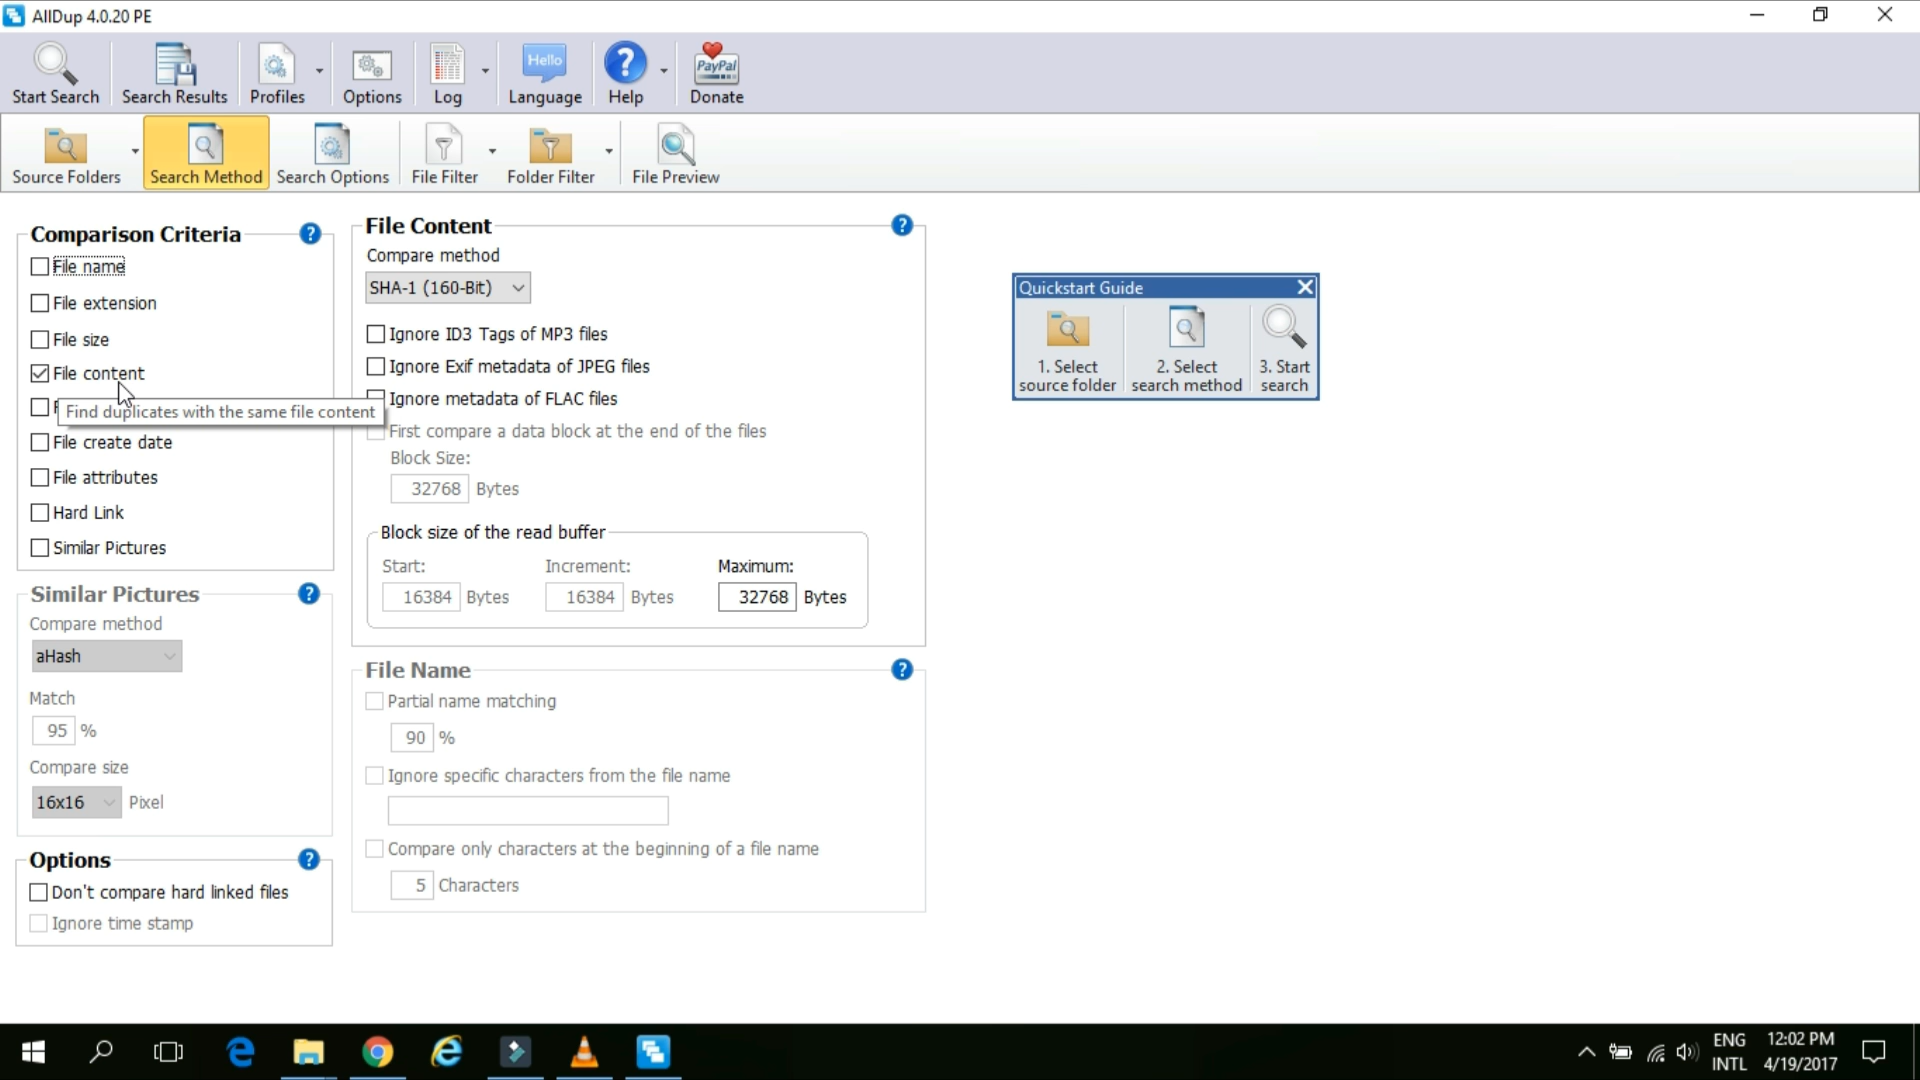 AllDup 4.0.20 PE
Start Search
Search Results
Profiles
Options
Log
Hello
Language
?
Help
PayPal
Donate
Source Folders
Search Method
Search Options
File Filter
Folder Filter
File Preview
Comparison Criteria ?
File name
File extension
File size
File content
F
Find duplicates with the same file content
File create date
File attributes
Hard Link
Similar Pictures
Similar Pictures ?
Compare method
aHash
Match
95 %
Compare size
16x16 Pixel
Options ?
Don't compare hard linked files
Ignore time stamp
File Content ?
Compare method
SHA-1 (160-Bit)
Ignore ID3 Tags of MP3 files
Ignore Exif metadata of JPEG files
Ignore metadata of FLAC files
First compare a data block at the end of the files
Block Size:
32768 Bytes
Block size of the read buffer
Start: Increment: Maximum:
16384 Bytes 16384 Bytes 32768 Bytes
File Name ?
Partial name matching
90 %
Ignore specific characters from the file name
Compare only characters at the beginning of a file name
5 Characters
Quickstart Guide
1. Select
source folder
2. Select
search method
3. Start
search
ENG
INTL
12:02 PM
4/19/2017